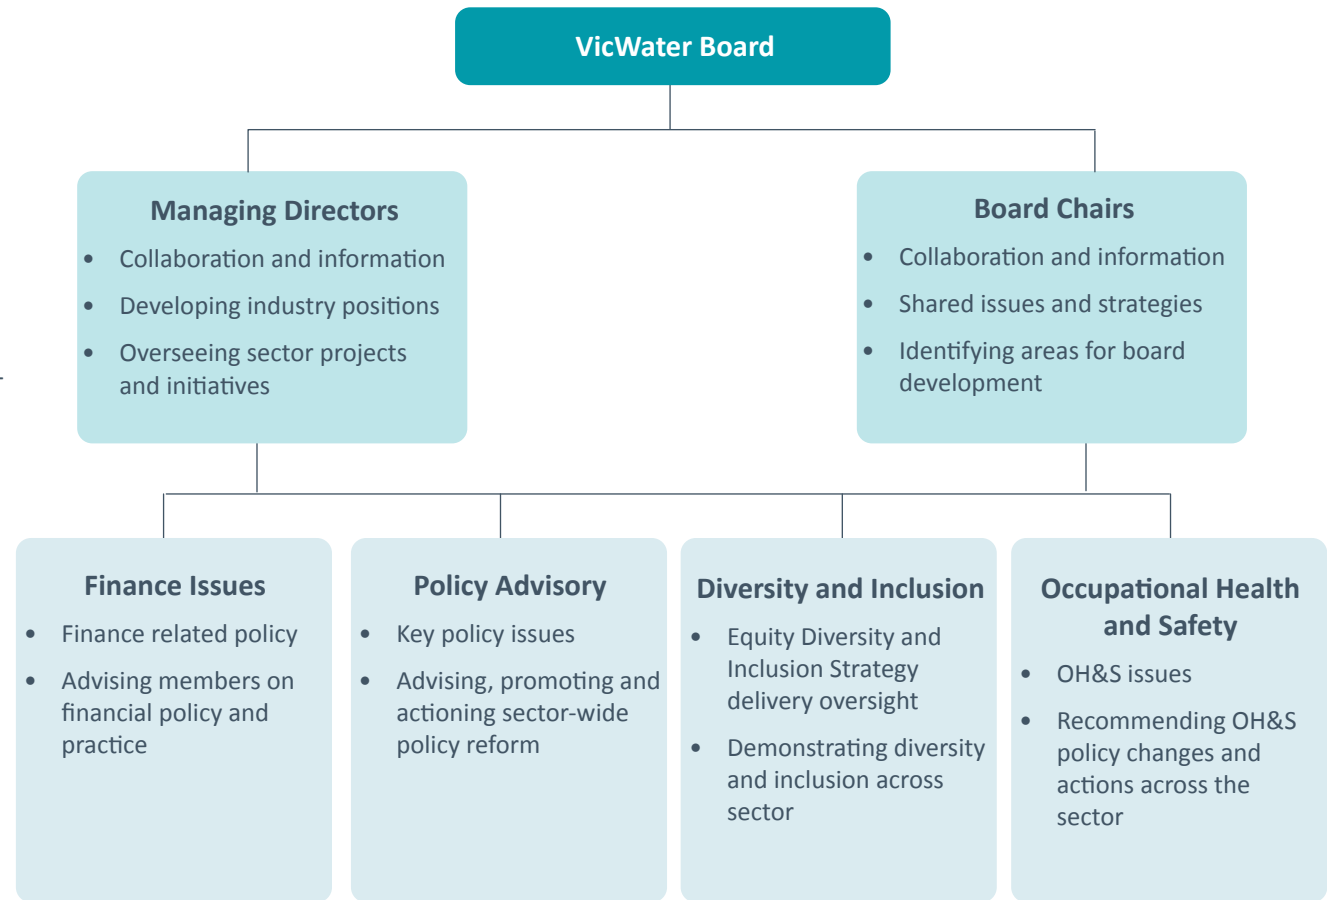 VicWater Board
Managing Directors
• Collaboration and information
• Developing industry positions
• Overseeing sector projects
and initiatives
Board Chairs
• Collaboration and information
• Shared issues and strategies
• Identifying areas for board
development
Finance Issues
• Finance related policy
• Advising members on
financial policy and
practice
Policy Advisory
• Key policy issues
• Advising, promoting and
actioning sector-wide
policy reform
Diversity and Inclusion
• Equity Diversity and
Inclusion Strategy
delivery oversight
• Demonstrating diversity
and inclusion across
sector
Occupational Health
and Safety
• OH&S issues
• Recommending OH&S
policy changes and
actions across the
sector